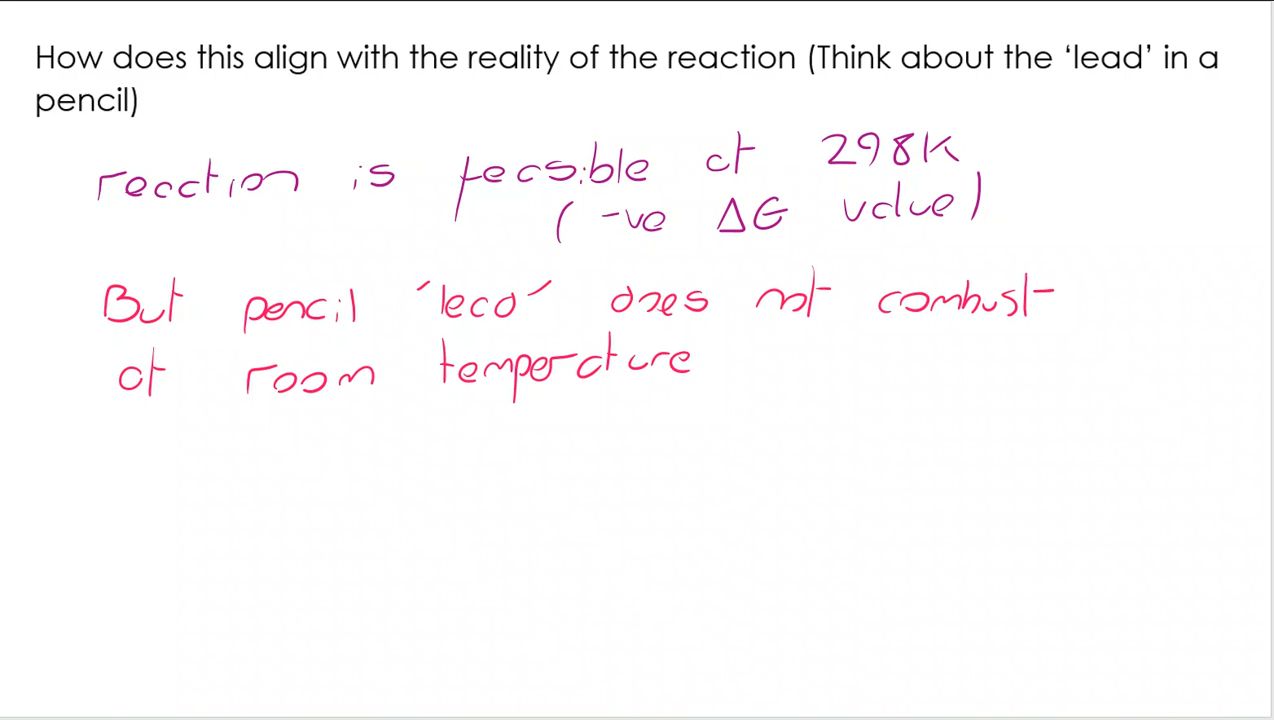 How does this align with the reality of the reaction (Think about the ‘lead’ in a
pencil)
reaction is feasible at 298K
(-ve ΔG value)
But pencil 'lead' does not combust
at room temperature